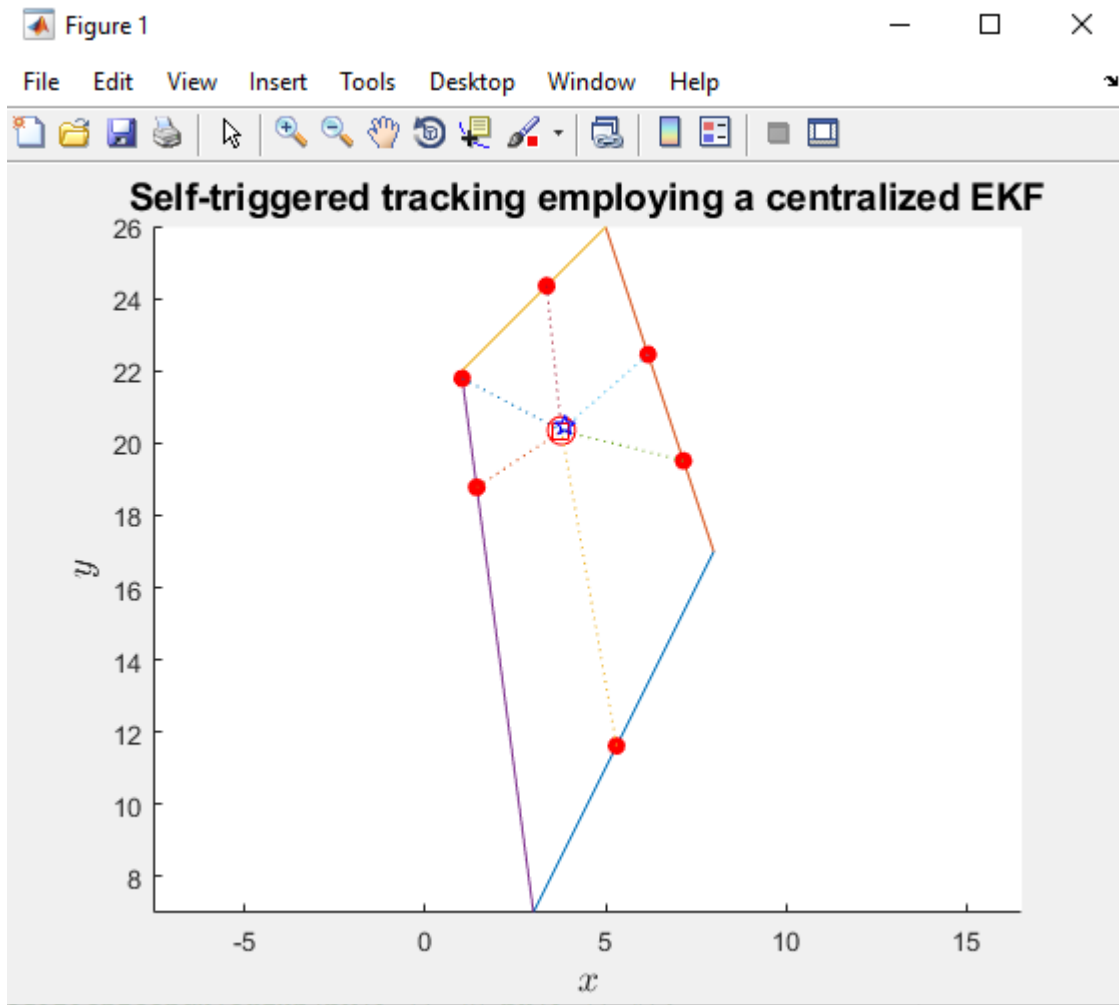 Figure 1
File Edit View Insert Tools Desktop Window Help
Self-triggered tracking employing a centralized EKF
26
24
22
20
18
16
14
12
10
8
y
-5 0 5 10 15
x